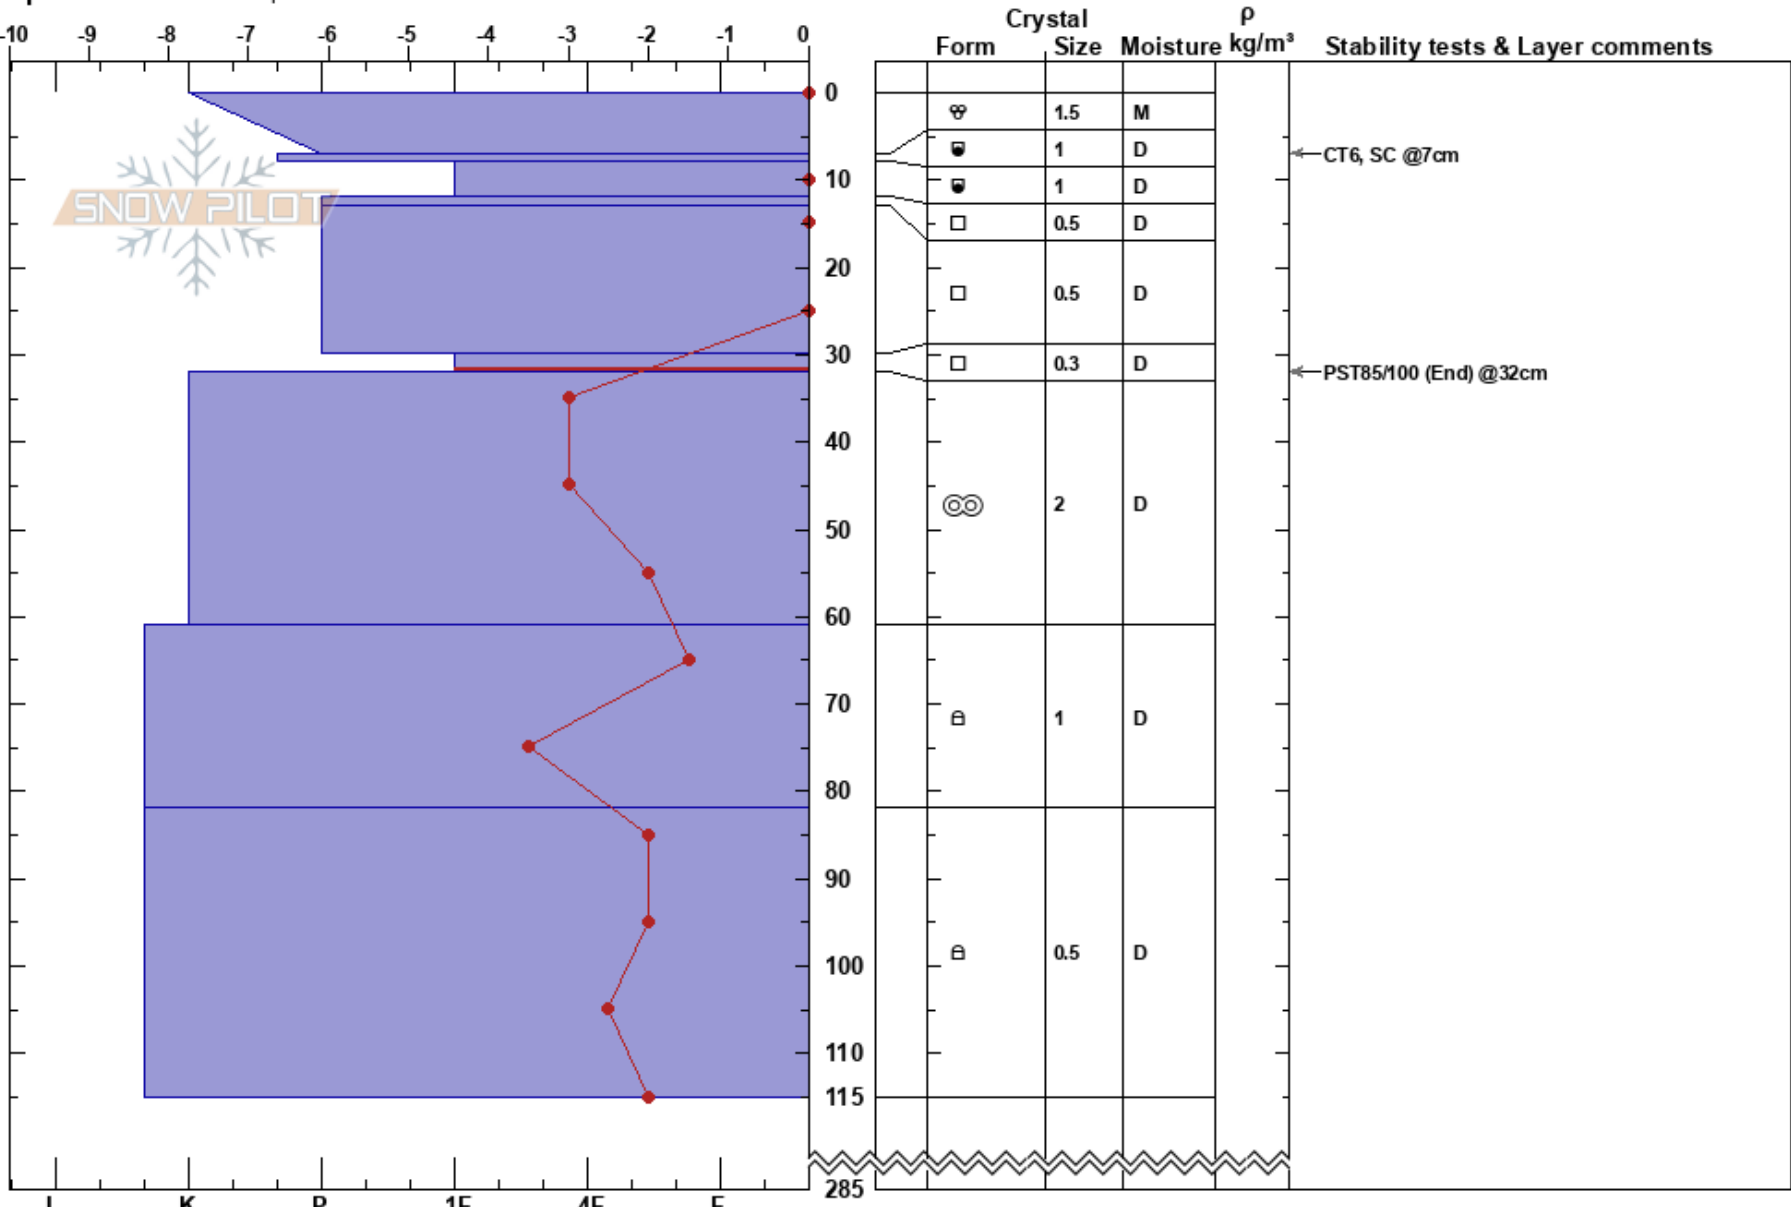 Crystal ρ
-10 -9 -8 -7 -6 -5 -4 -3 -2 -1 0
Form Size Moisture kg/m³ Stability tests & Layer comments
0
1.5 M
1 D
CT6, SC @7cm
SNOW PILOT
10
1 D
0.5 D
20
0.5 D
30
0.3 D
PST85/100 (End) @32cm
40
2 D
50
60
70
1 D
80
90
100
0.5 D
110
115
285
I K P 1F 4F F